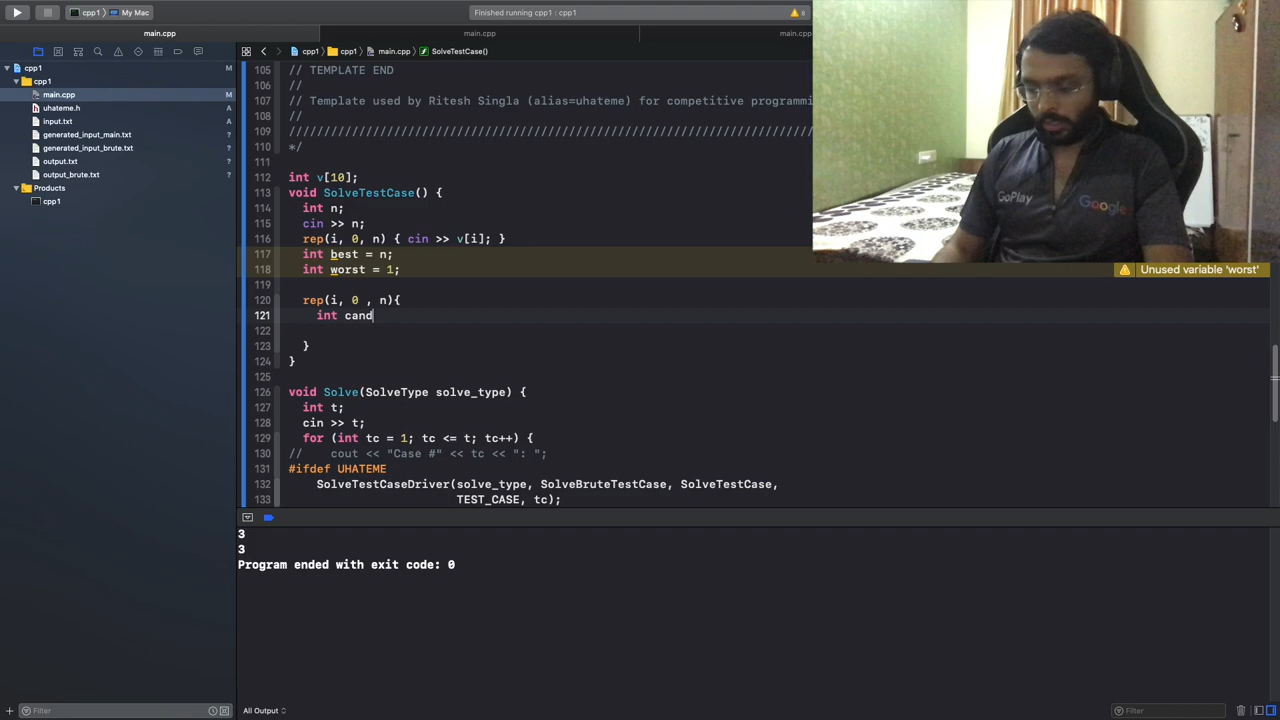 cpp1 〉 My Mac
Finished running cpp1 : cpp1
8
main.cpp
main.cpp
main.cpp
cpp1 〉 cpp1 〉 main.cpp 〉 SolveTestCase()
cpp1 M
cpp1
main.cpp M
uhateme.h A
input.txt A
generated_input_main.txt ?
generated_input_brute.txt ?
output.txt ?
output_brute.txt ?
Products
cpp1
105 // TEMPLATE END
106 //
107 // Template used by Ritesh Singla (alias=uhateme) for competitive programmi
108 //
109 ////////////////////////////////////////////////////////////////////////////
110 */
111
112 int v[10];
113 void SolveTestCase() {
114 int n;
115 cin >> n;
116 rep(i, 0, n) { cin >> v[i]; }
117 int best = n;
118 int worst = 1;
Unused variable 'worst'
119
120 rep(i, 0 , n){
121 int cand
122
123 }
124 }
125
126 void Solve(SolveType solve_type) {
127 int t;
128 cin >> t;
129 for (int tc = 1; tc <= t; tc++) {
130 // cout << "Case #" << tc << ": ";
131 #ifdef UHATEME
132 SolveTestCaseDriver(solve_type, SolveBruteTestCase, SolveTestCase,
133 TEST_CASE, tc);
3
3
Program ended with exit code: 0
GoPlay
Google
Filter
All Output
Filter